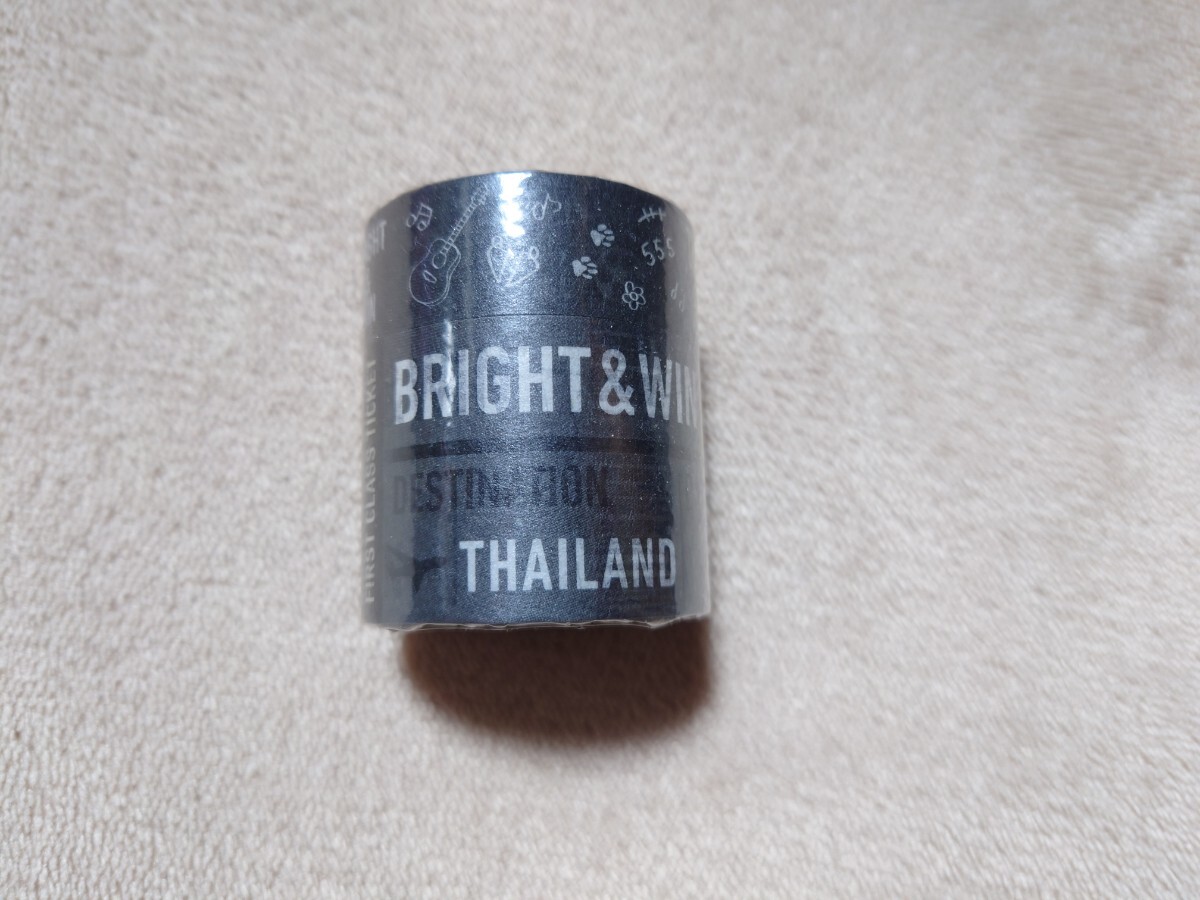 555
BRIGHT&WIN
DESTINATION
THAILAND
FIRST CLASS TICKET